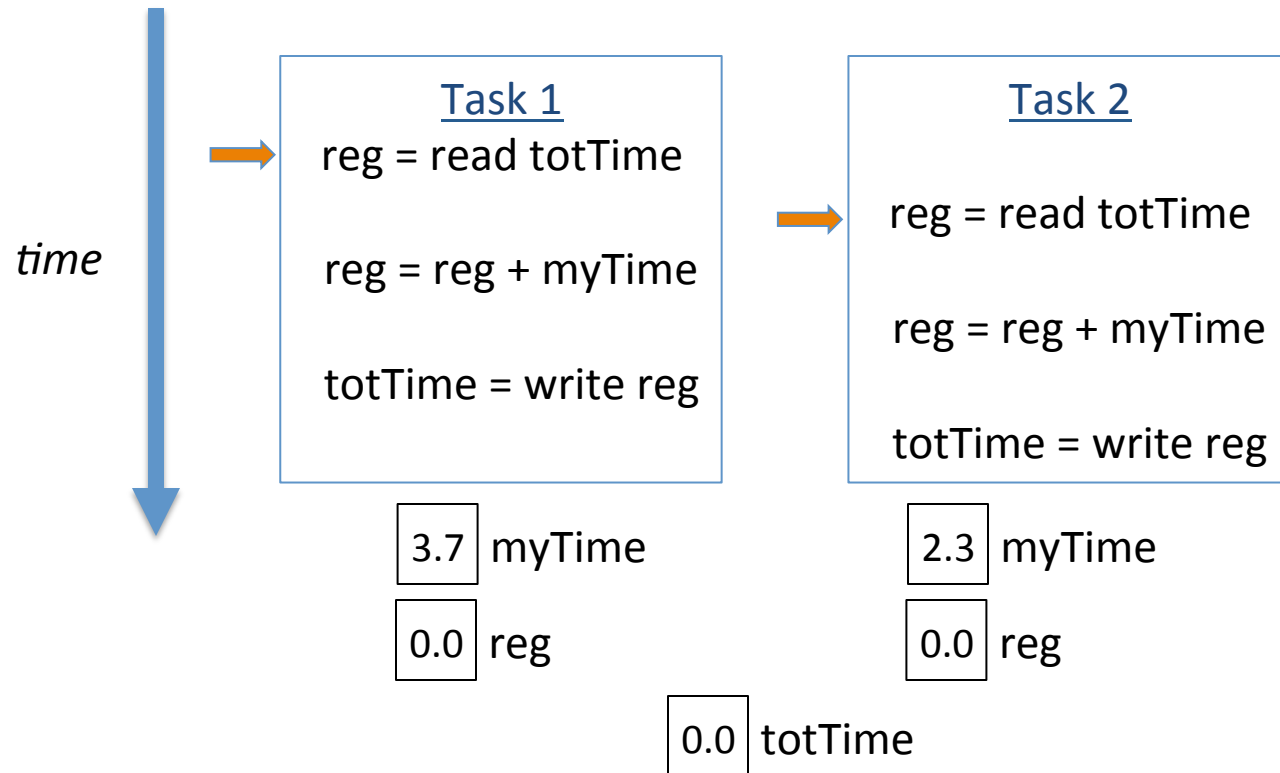 time
Task 1
reg = read totTime
reg = reg + myTime
totTime = write reg
3.7 myTime
0.0 reg
Task 2
reg = read totTime
reg = reg + myTime
totTime = write reg
2.3 myTime
0.0 reg
0.0 totTime